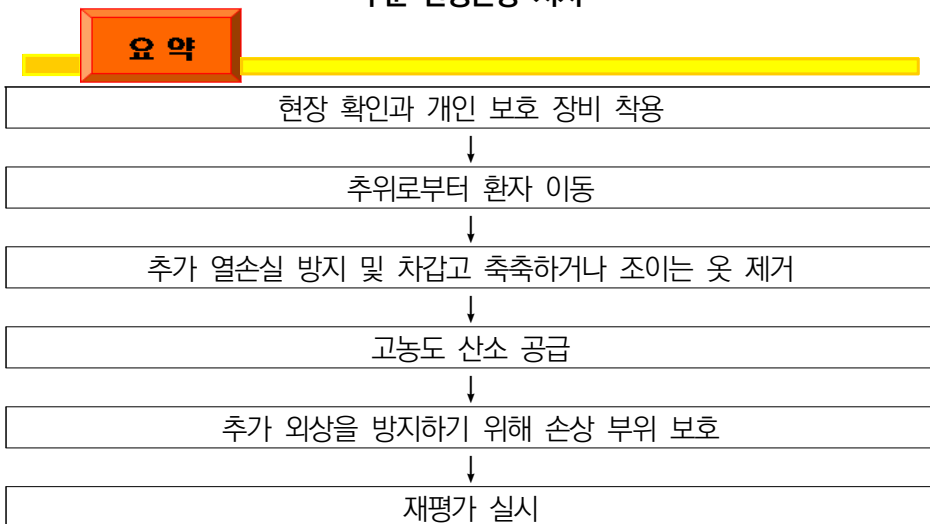 요 약
현장 확인과 개인 보호 장비 착용
↓
추위로부터 환자 이동
↓
추가 열손실 방지 및 차갑고 축축하거나 조이는 옷 제거
↓
고농도 산소 공급
↓
추가 외상을 방지하기 위해 손상 부위 보호
↓
재평가 실시